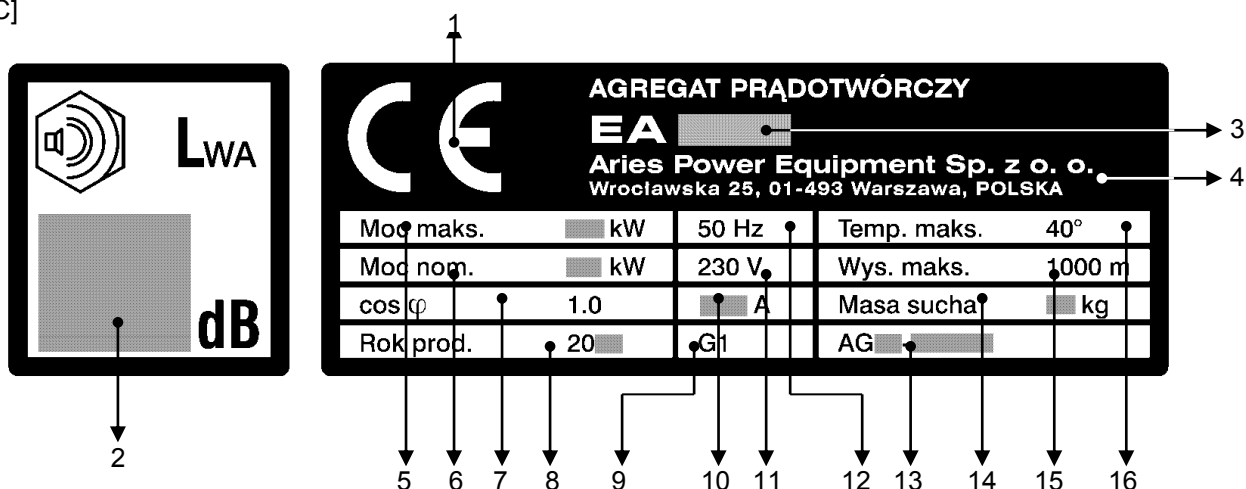 C]
1
LWA
dB
2
CE
AGREGAT PRĄDOTWÓRCZY
EA
3
Aries Power Equipment Sp. z o. o.
4
Wrocławska 25, 01-493 Warszawa, POLSKA
Moc maks. kW 50 Hz Temp. maks. 40°
Moc nom. kW 230 V Wys. maks. 1000 m
cos φ 1.0 A Masa sucha kg
Rok prod. 20 G1 AG -
5 6 7 8 9 10 11 12 13 14 15 16